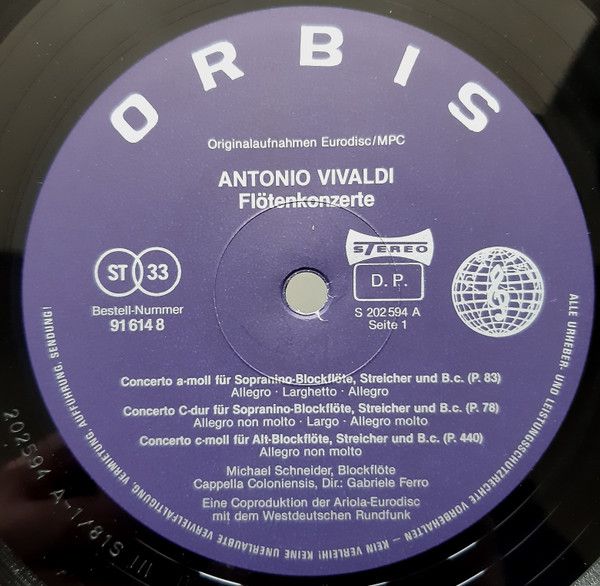 ORBIS
Originalaufnahmen Eurodisc/MPC
ANTONIO VIVALDI
Flötenkonzerte
ST 33
STEREO
D. P.
Bestell-Nummer
91 614 8
S 202 594 A
Seite 1
Concerto a-moll für Sopranino-Blockflöte, Streicher und B.c. (P. 83)
Allegro · Larghetto · Allegro
Concerto C-dur für Sopranino-Blockflöte, Streicher und B.c. (P. 78)
Allegro non molto · Largo · Allegro molto
Concerto c-moll für Alt-Blockflöte, Streicher und B.c. (P. 440)
Allegro non molto
Michael Schneider, Blockflöte
Cappella Coloniensis, Dir.: Gabriele Ferro
Eine Coproduktion der Ariola-Eurodisc
mit dem Westdeutschen Rundfunk
ALLE URHEBER- UND LEISTUNGSSCHUTZRECHTE VORBEHALTEN – KEIN VERLEIH! KEINE UNERLAUBTE VERVIELFÄLTIGUNG, VERMIETUNG, AUFFÜHRUNG, SENDUNG!
202594 A-1/81S III